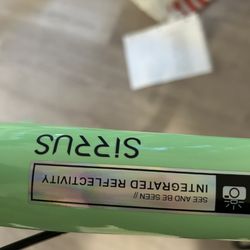 SiRRUS
INTEGRATED REFLECTIVITY
SEE AND BE SEEN //